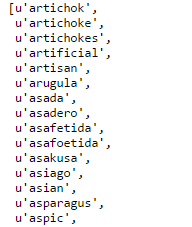 [u'artichok',
u'artichoke',
u'artichokes',
u'artificial',
u'artisan',
u'arugula',
u'asada',
u'asadero',
u'asafetida',
u'asafoetida',
u'asakusa',
u'asiago',
u'asian',
u'asparagus',
u'aspic',